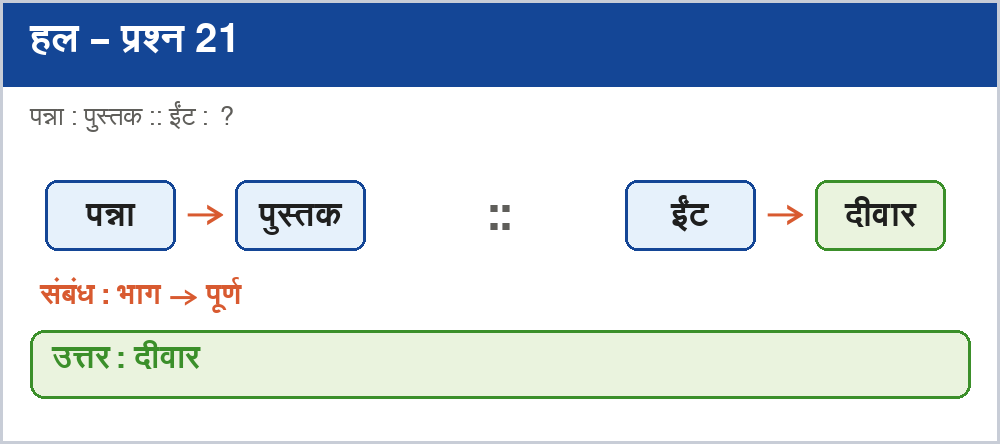 हल – प्रश्न 21
पन्ना : पुस्तक :: ईंट : ?
पन्ना → पुस्तक :: ईंट → दीवार
संबंध : भाग → पूर्ण
उत्तर : दीवार